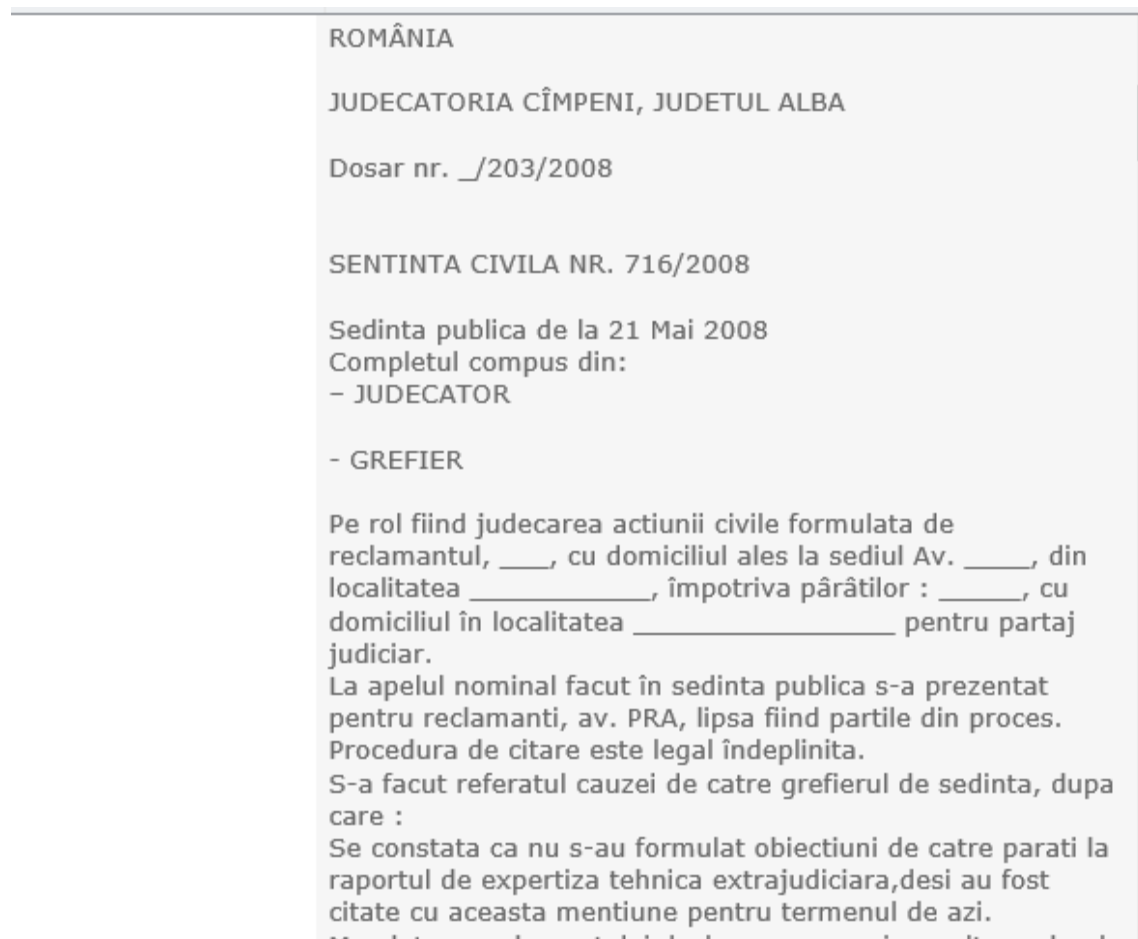 ROMÂNIA
JUDECATORIA CÎMPENI, JUDETUL ALBA
Dosar nr. _/203/2008
SENTINTA CIVILA NR. 716/2008
Sedinta publica de la 21 Mai 2008
Completul compus din:
– JUDECATOR
- GREFIER
Pe rol fiind judecarea actiunii civile formulata de
reclamantul, ___, cu domiciliul ales la sediul Av. ____, din
localitatea ___________, împotriva pârâtilor : _____, cu
domiciliul în localitatea ________________ pentru partaj
judiciar.
La apelul nominal facut în sedinta publica s-a prezentat
pentru reclamanti, av. PRA, lipsa fiind partile din proces.
Procedura de citare este legal îndeplinita.
S-a facut referatul cauzei de catre grefierul de sedinta, dupa
care :
Se constata ca nu s-au formulat obiectiuni de catre parati la
raportul de expertiza tehnica extrajudiciara,desi au fost
citate cu aceasta mentiune pentru termenul de azi.